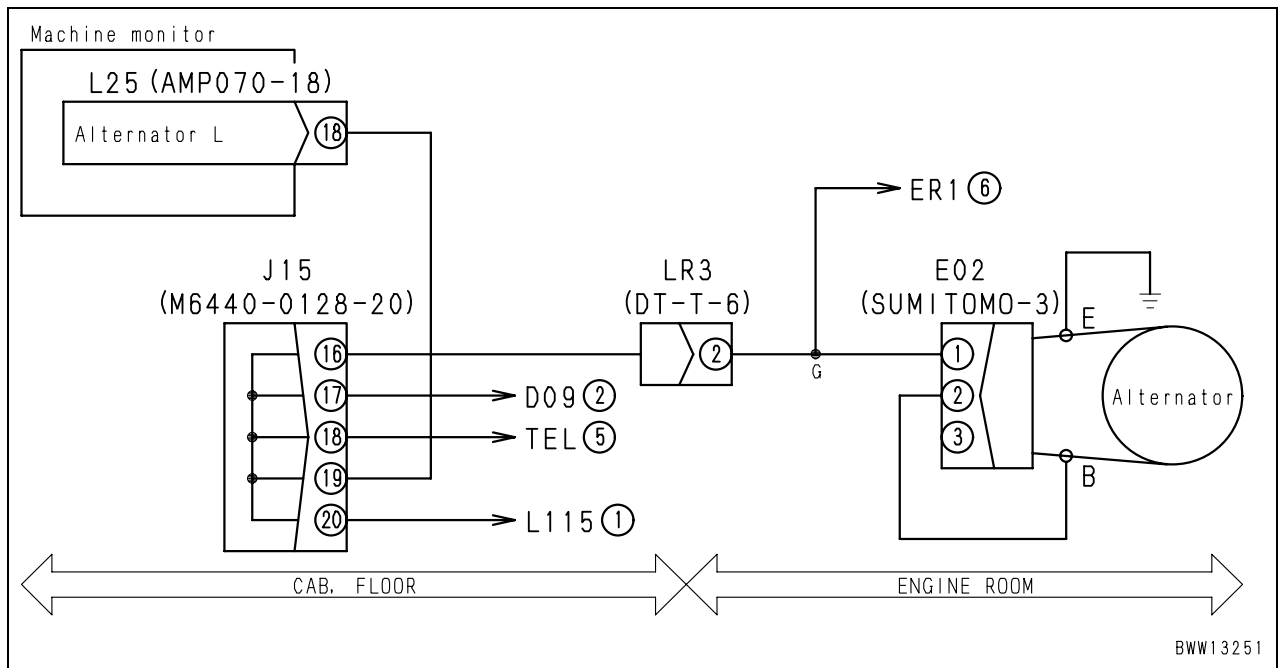 Machine monitor
L25 (AMP070-18)
Alternator L
18
ER1 6
J15
(M6440-0128-20)
LR3
(DT-T-6)
E02
(SUMITOMO-3)
E
16
2
G
1
17
D09 2
2
Alternator
18
TEL 5
3
19
B
20
L115 1
CAB, FLOOR
ENGINE ROOM
BWW13251